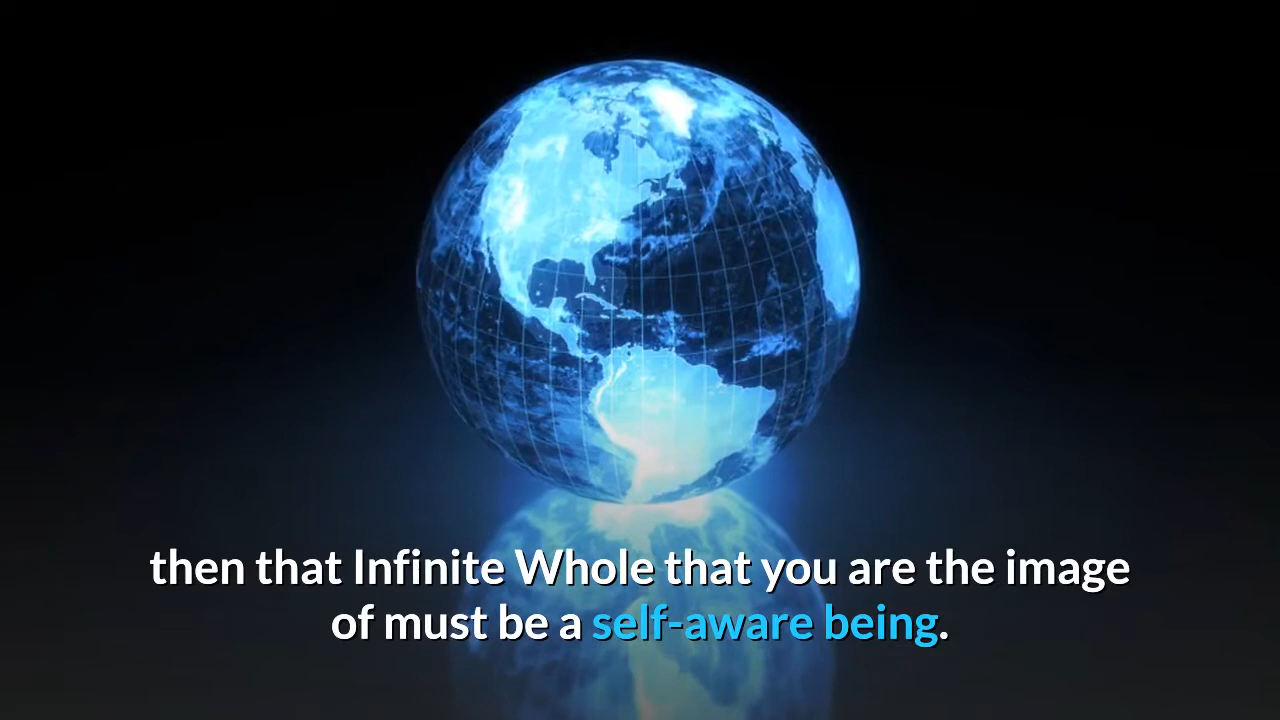 then that Infinite Whole that you are the image
of must be a self-aware being.